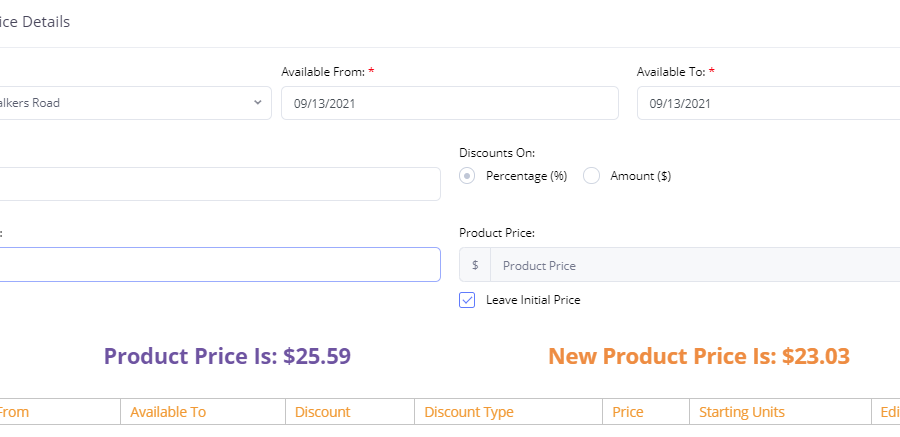 ice Details
Available From: *
Available To: *
alkers Road
09/13/2021
09/13/2021
Discounts On:
Percentage (%)
Amount ($)
:
Product Price:
$
Product Price
Leave Initial Price
Product Price Is: $25.59
New Product Price Is: $23.03
From
Available To
Discount
Discount Type
Price
Starting Units
Edi